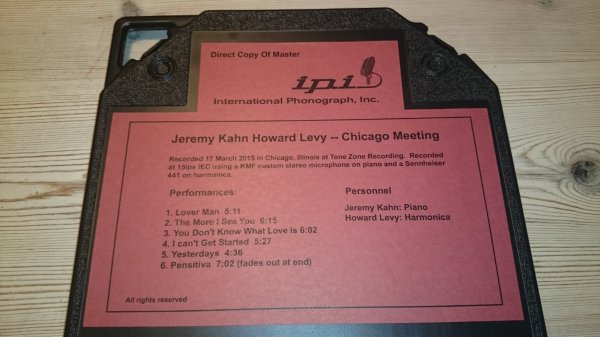 Direct Copy Of Master
ipi
International Phonograph, Inc.
Jeremy Kahn Howard Levy -- Chicago Meeting
Recorded 17 March 2015 in Chicago, Illinois at Tone Zone Recording. Recorded
at 15ips IEC using a KMF custom stereo microphone on piano and a Sennheiser
441 on harmonica.
Performances:
1. Lover Man 5:11
2. The More I See You 5:15
3. You Don't Know What Love Is 6:02
4. I can't Get Started 5:27
5. Yesterdays 4:36
6. Pensitiva 7:02 (fades out at end)
Personnel
Jeremy Kahn: Piano
Howard Levy: Harmonica
All rights reserved